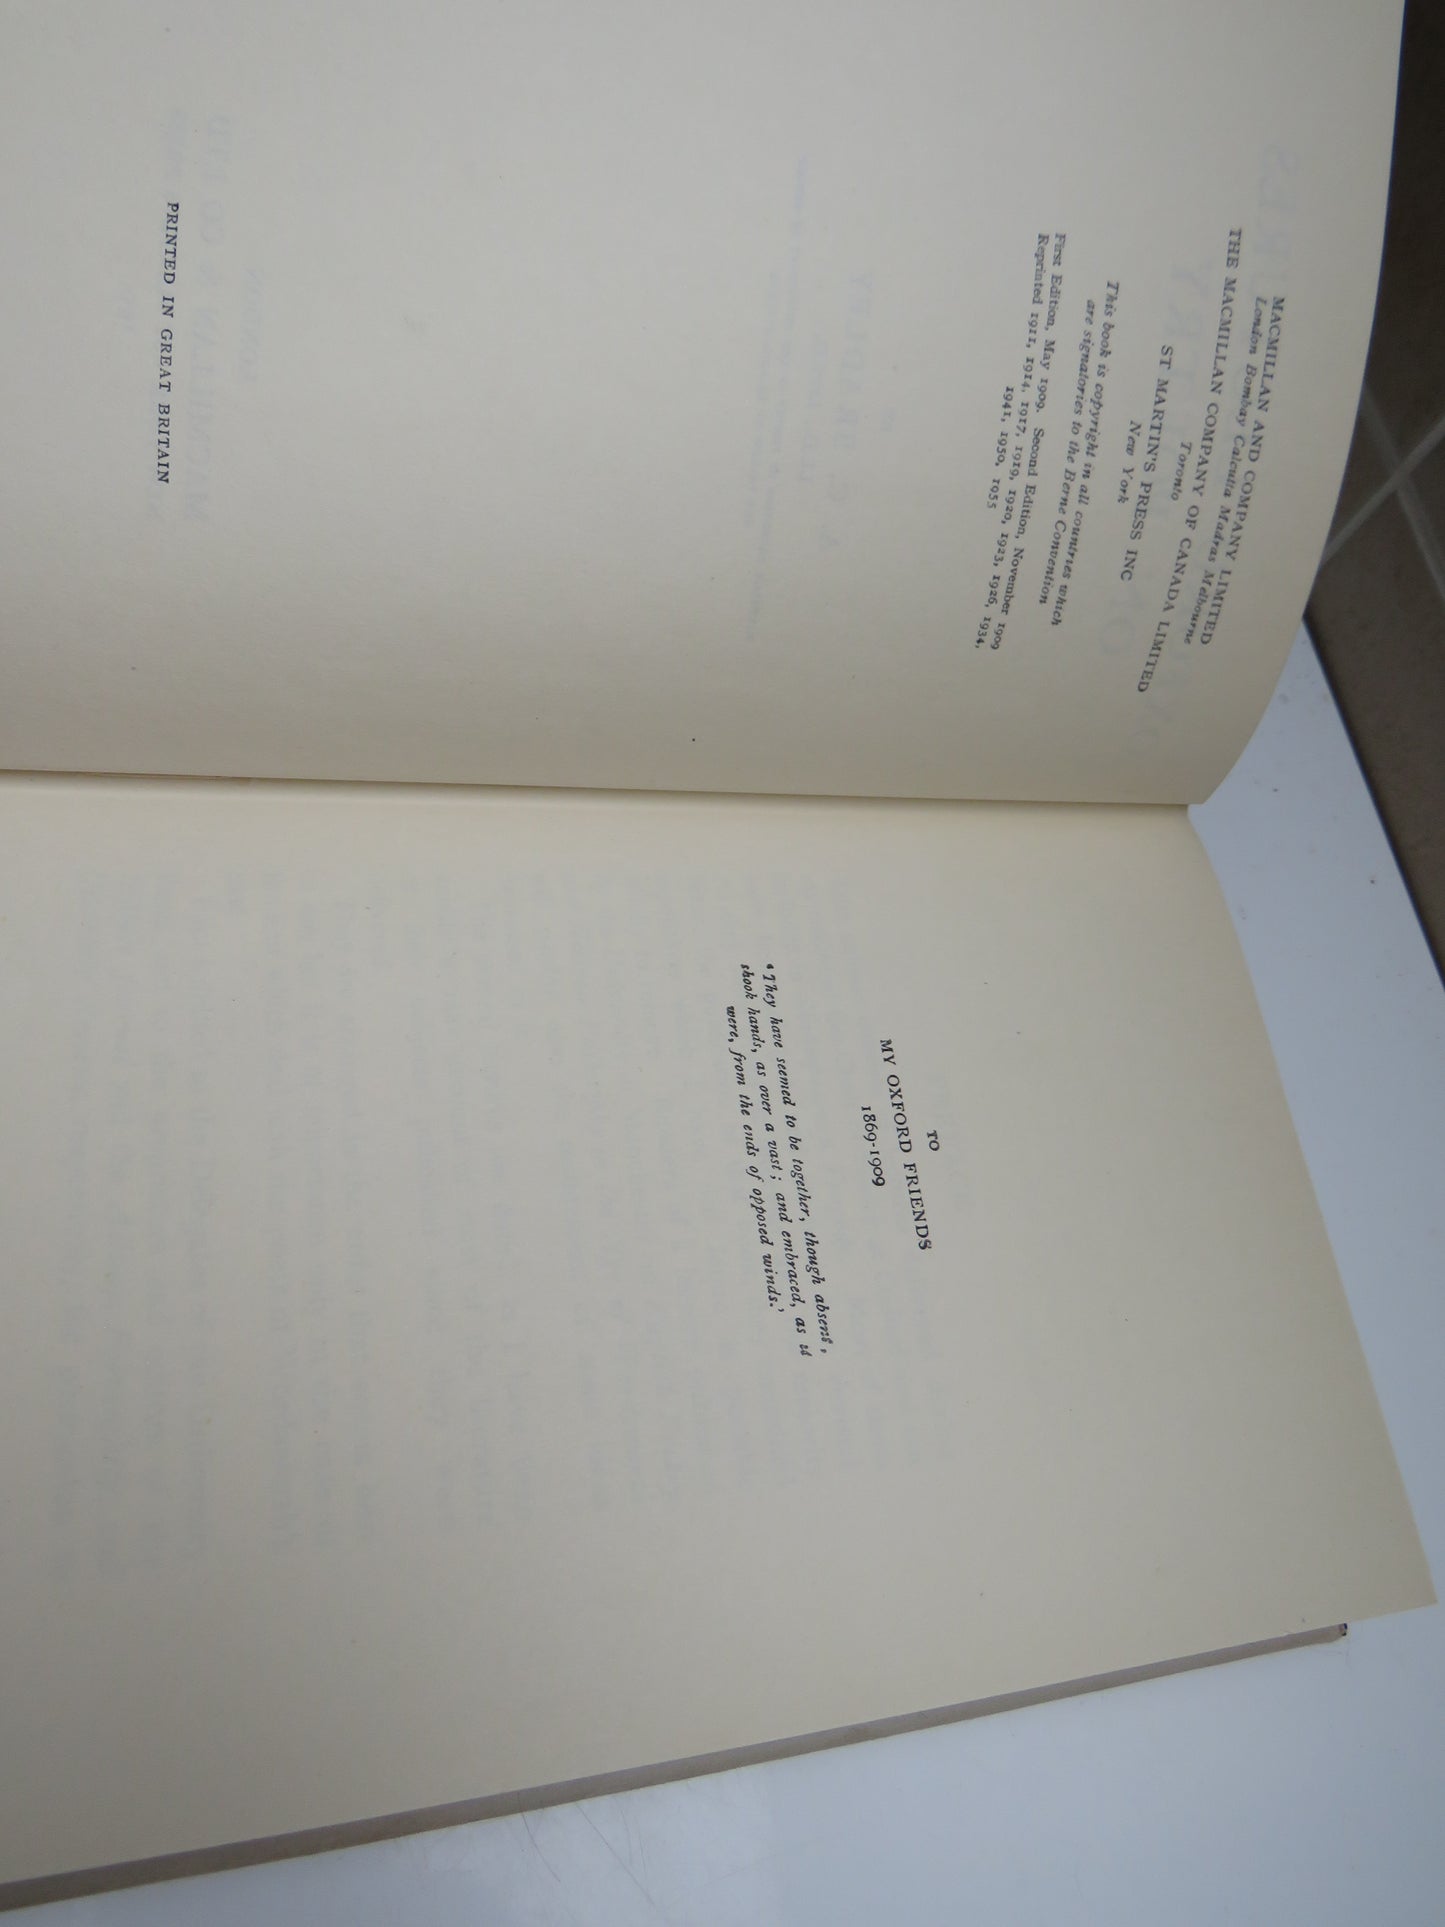 MACMILLAN AND COMPANY LIMITED
London Bombay Calcutta Madras Melbourne
THE MACMILLAN COMPANY OF CANADA LIMITED
Toronto
ST MARTIN'S PRESS INC
New York
This book is copyright in all countries which
are signatories to the Berne Convention
First Edition, May 1909. Second Edition, November 1909
Reprinted 1911, 1914, 1917, 1919, 1920, 1923, 1926, 1934,
1941, 1950, 1955
PRINTED IN GREAT BRITAIN
TO
MY OXFORD FRIENDS
1869-1909
‘They have seemed to be together, though absent,
shook hands, as over a vast; and embraced, as it
were, from the ends of opposed winds.’